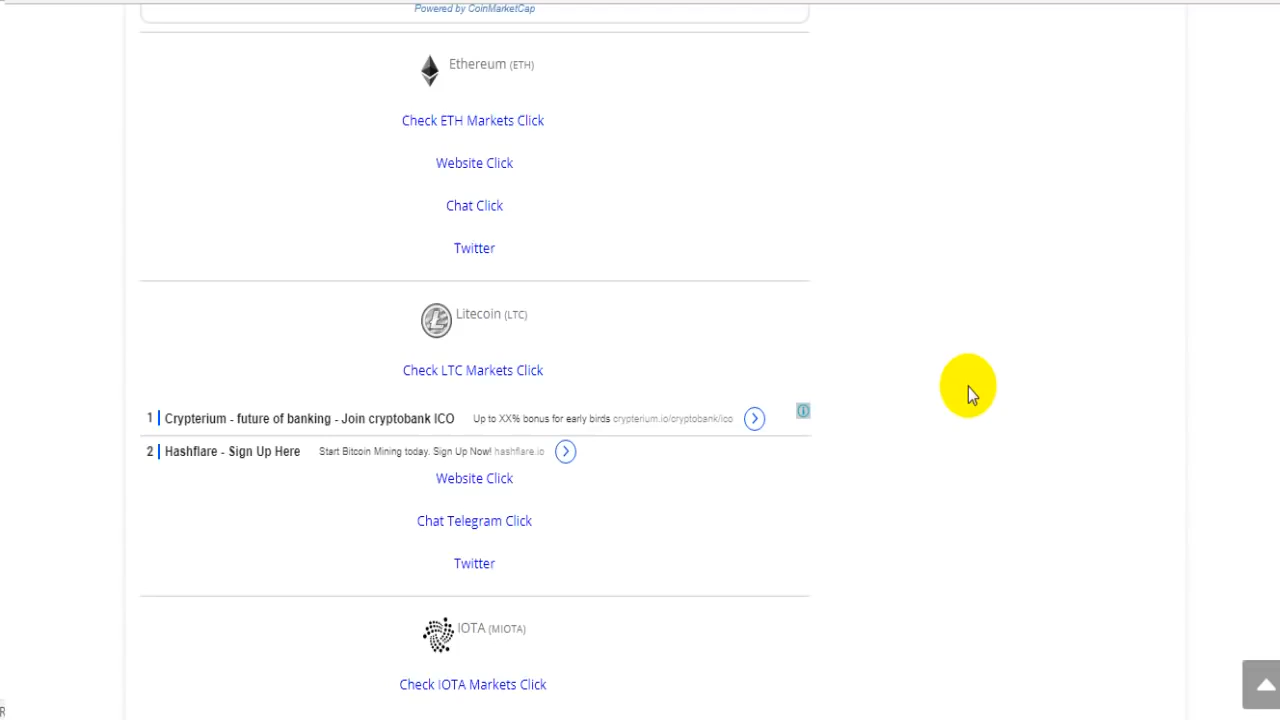 Powered by CoinMarketCap
Ethereum (ETH)
Check ETH Markets Click
Website Click
Chat Click
Twitter
Litecoin (LTC)
Check LTC Markets Click
1 Crypterium - future of banking - Join cryptobank ICO Up to XX% bonus for early birds crypterium.io/cryptobank/ico
2 Hashflare - Sign Up Here Start Bitcoin Mining today. Sign Up Now! hashflare.io
Website Click
Chat Telegram Click
Twitter
IOTA (MIOTA)
Check IOTA Markets Click
R